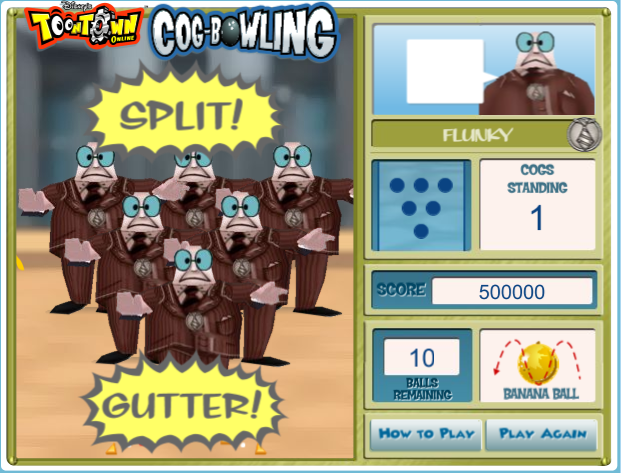 Disney's
TOONTOWN
ONLINE
COG-BOWLING
SPLIT!
GUTTER!
FLUNKY
COGS
STANDING
1
SCORE 500000
10
BALLS
REMAINING
BANANA BALL
HOW TO PLAY PLAY AGAIN